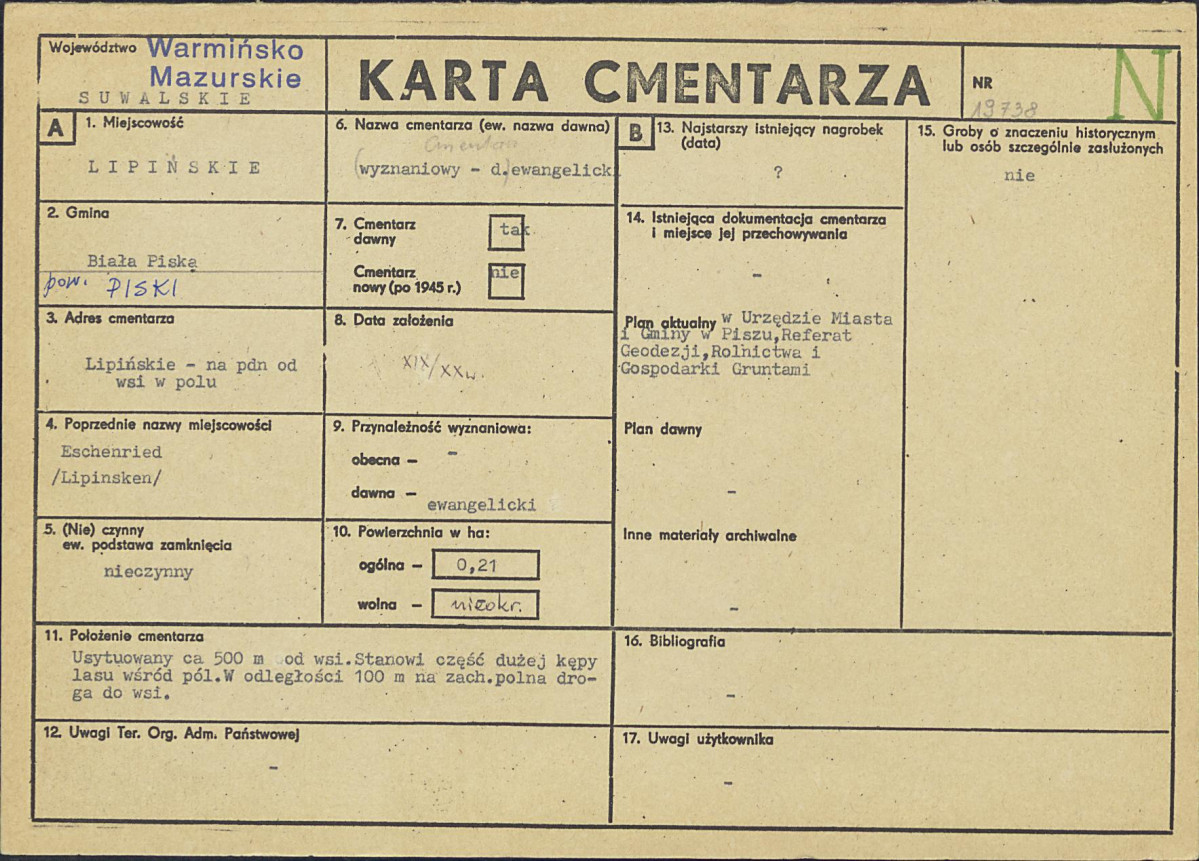 Województwo Warmińsko
Mazurskie
SUWALSKIE
KARTA CMENTARZA
NR
19738
N
A
1. Miejscowość
LIPIŃSKIE
2. Gmina
Biała Piska
pow. PISKI
3. Adres cmentarza
Lipińskie - na pdn od
wsi w polu
4. Poprzednie nazwy miejscowości
Eschenried
/Lipinsken/
5. (Nie) czynny
ew. podstawa zamknięcia
nieczynny
6. Nazwa cmentarza (ew. nazwa dawna)
cmentarz
(wyznaniowy - d.)ewangelicki
7. Cmentarz
dawny
tak
Cmentarz
nowy (po 1945 r.)
nie
8. Data założenia
XIX/XXw.
9. Przynależność wyznaniowa:
obecna - -
dawna -
ewangelicki
10. Powierzchnia w ha:
ogólna - 0,21
wolna - nieokr.
B
13. Najstarszy istniejący nagrobek
(data)
?
14. Istniejąca dokumentacja cmentarza
i miejsce jej przechowywania
-
Plan aktualny w Urzędzie Miasta
i Gminy w Piszu,Referat
Geodezji,Rolnictwa i
Gospodarki Gruntami
Plan dawny
-
Inne materiały archiwalne
-
15. Groby o znaczeniu historycznym
lub osób szczególnie zasłużonych
nie
11. Położenie cmentarza
Usytuowany ca 500 m od wsi.Stanowi część dużej kępy
lasu wśród pól.W odległości 100 m na zach.polna dro-
ga do wsi.
12. Uwagi Ter. Org. Adm. Państwowej
-
16. Bibliografia
-
17. Uwagi użytkownika
-